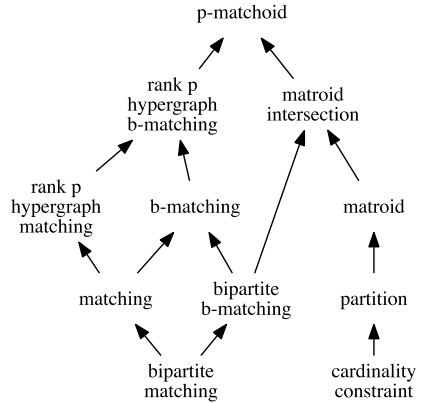 p-matchoid
rank p
hypergraph
b-matching
matroid
intersection
rank p
hypergraph
matching
b-matching
matroid
matching
bipartite
b-matching
partition
bipartite
matching
cardinality
constraint